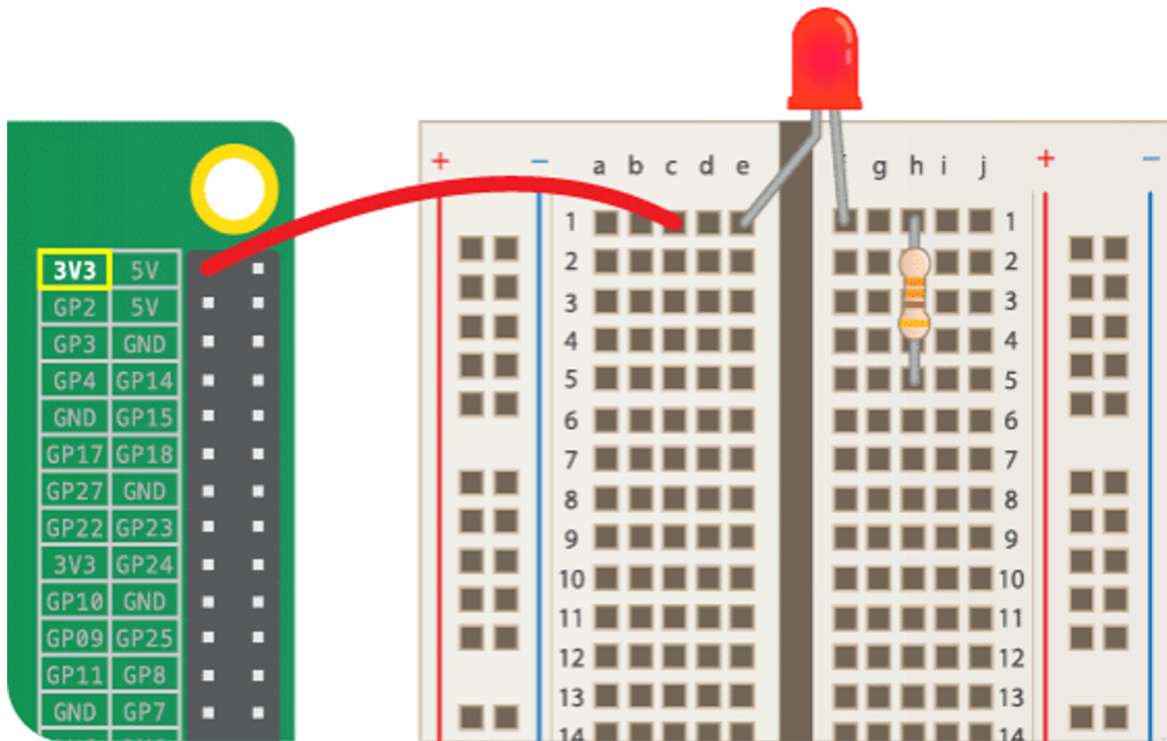 + − a b c d e g h i j + −
3V3 5V
GP2 5V
GP3 GND
GP4 GP14
GND GP15
GP17 GP18
GP27 GND
GP22 GP23
3V3 GP24
GP10 GND
GP09 GP25
GP11 GP8
GND GP7
1 1
2 2
3 3
4 4
5 5
6 6
7 7
8 8
9 9
10 10
11 11
12 12
13 13
14 14